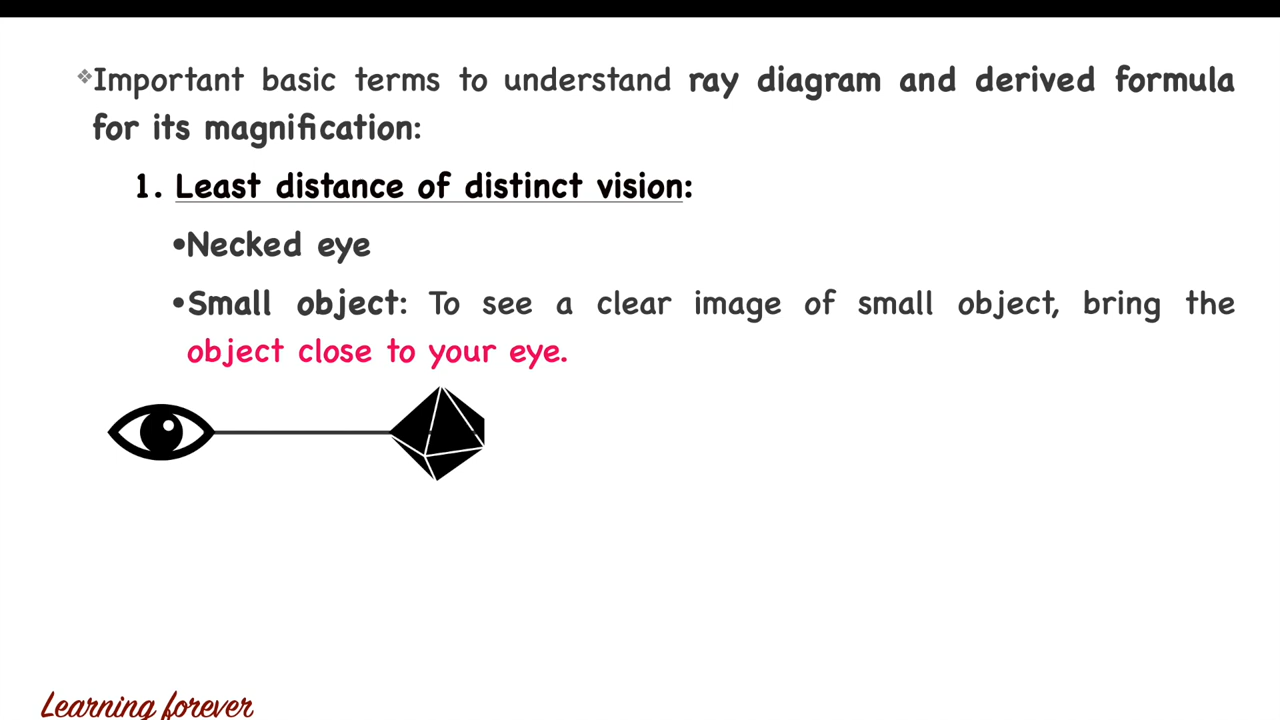 ❖Important basic terms to understand ray diagram and derived formula
for its magnification:
1. Least distance of distinct vision:
•Necked eye
•Small object: To see a clear image of small object, bring the
object close to your eye.
Learning forever